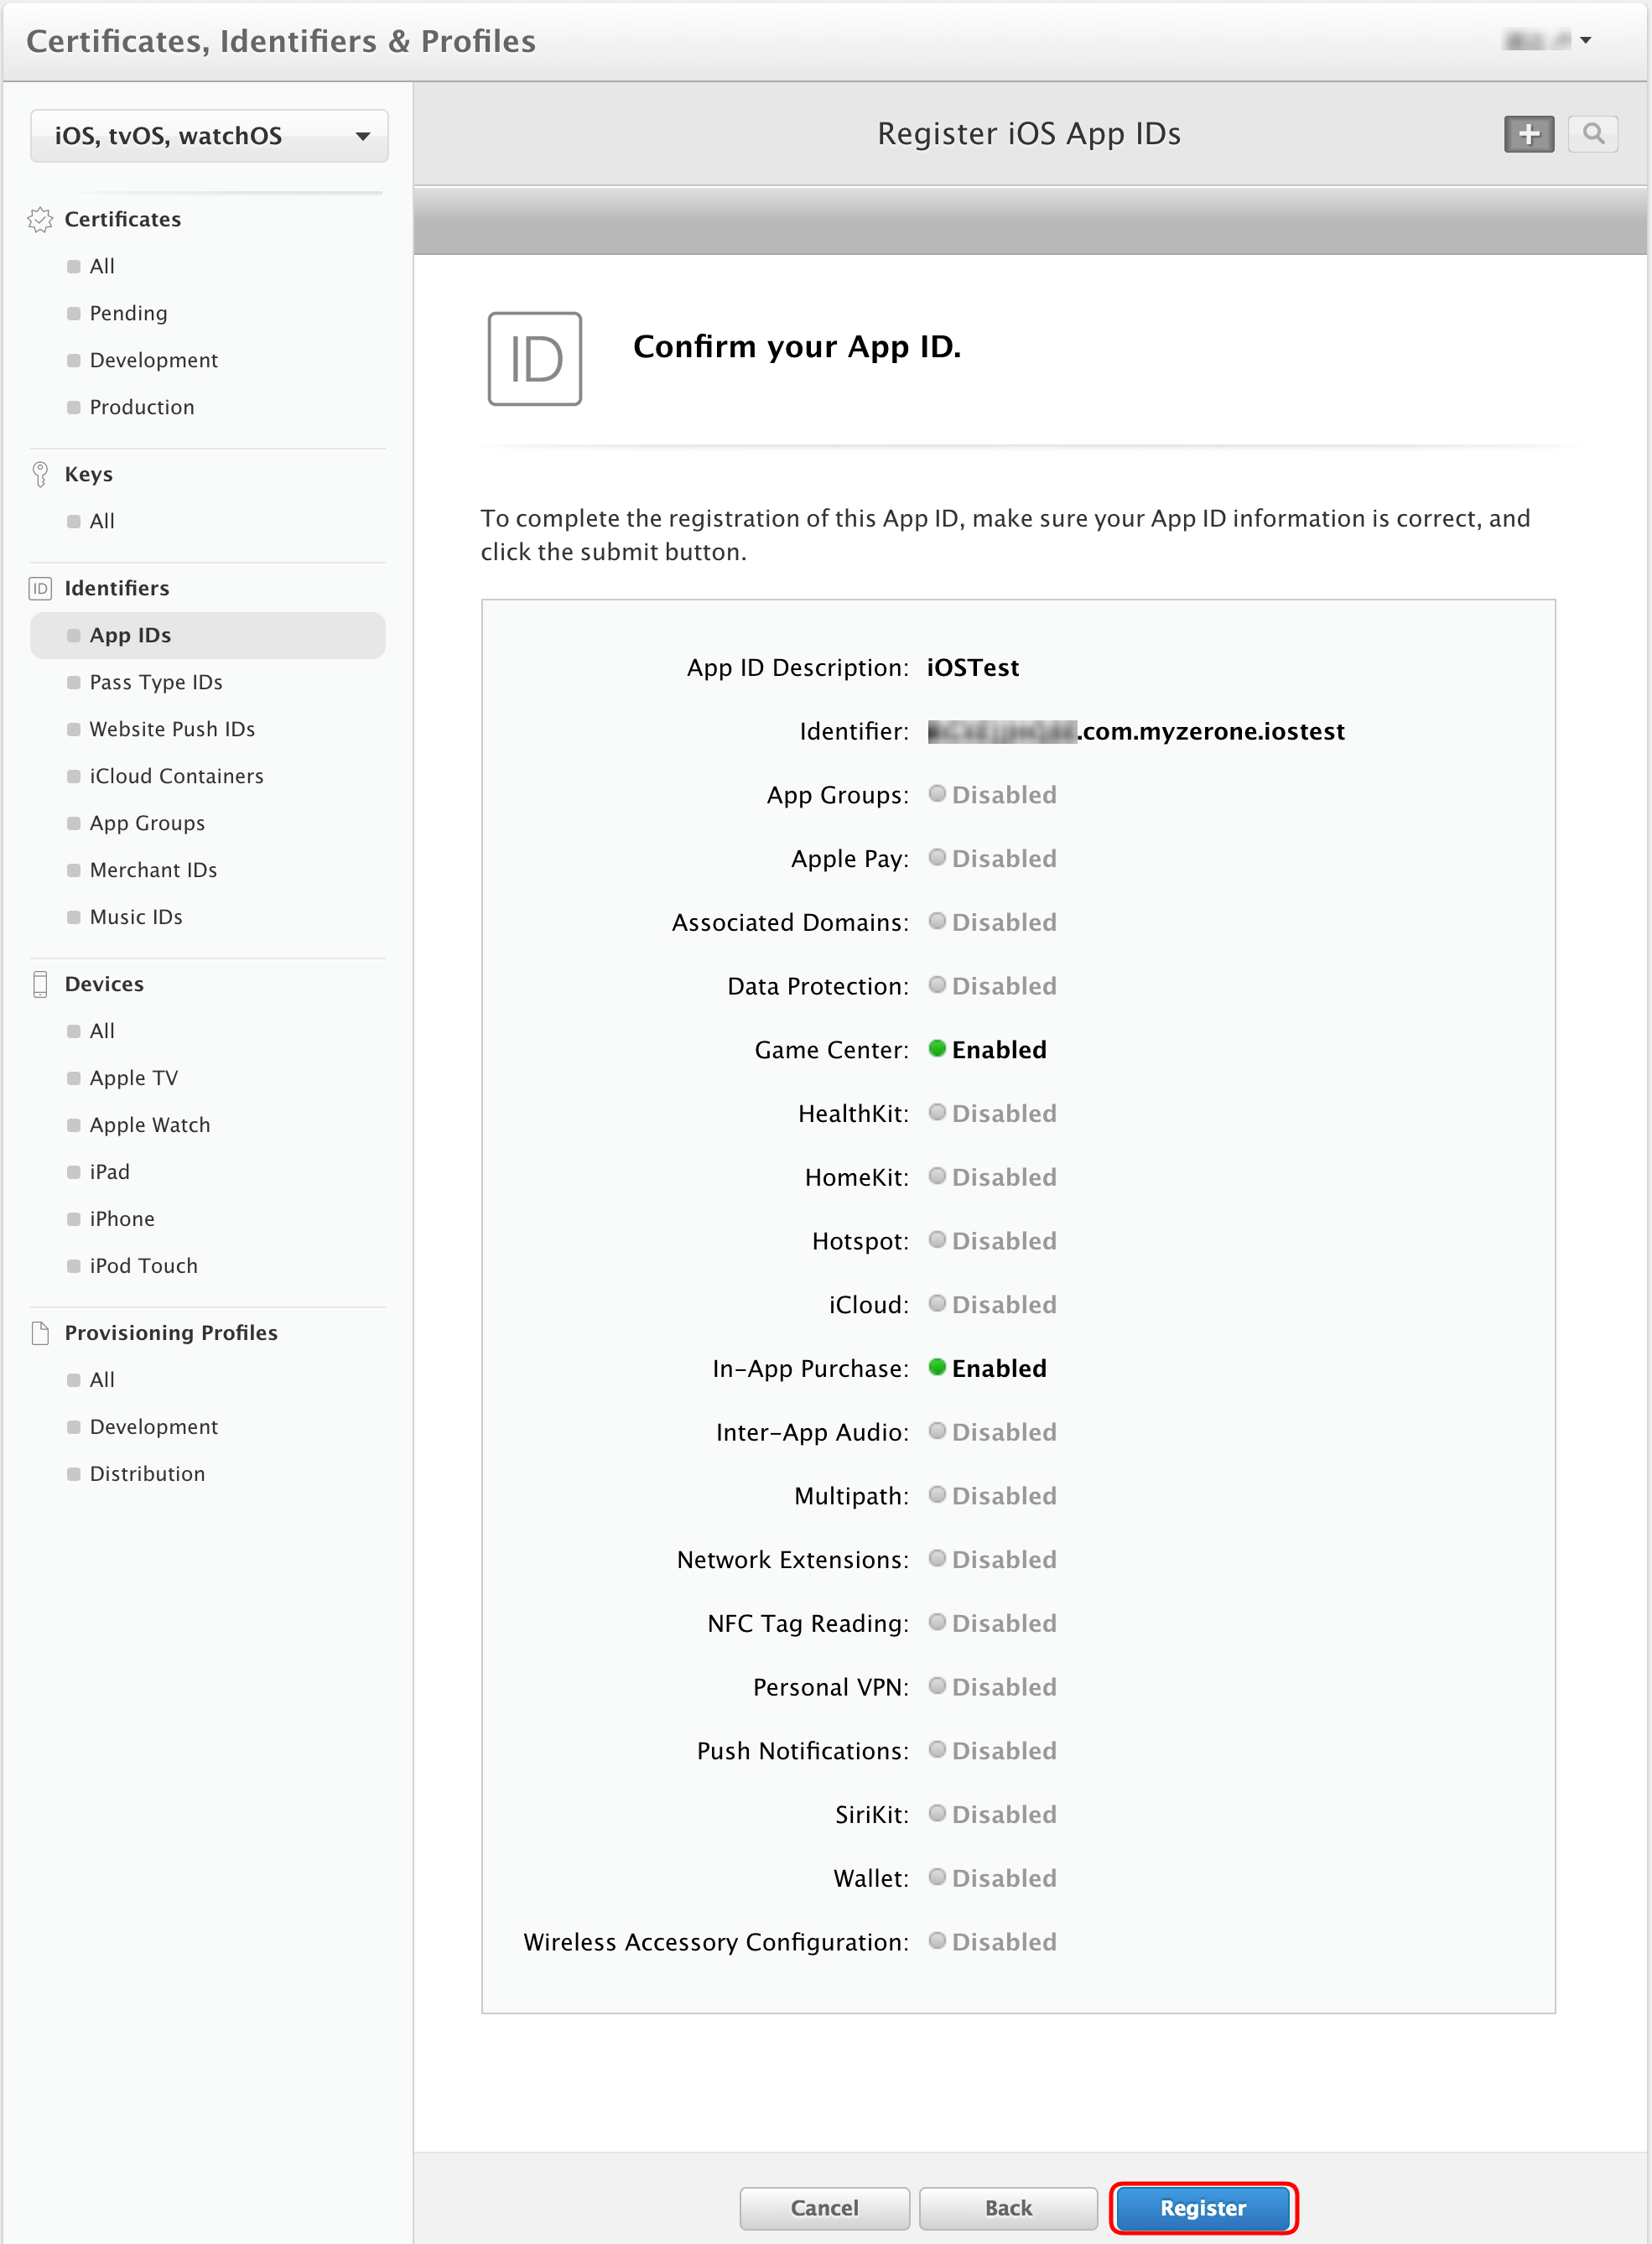 Certificates, Identifiers & Profiles
iOS, tvOS, watchOS
Certificates
All
Pending
Development
Production
Keys
All
ID Identifiers
App IDs
Pass Type IDs
Website Push IDs
iCloud Containers
App Groups
Merchant IDs
Music IDs
Devices
All
Apple TV
Apple Watch
iPad
iPhone
iPod Touch
Provisioning Profiles
All
Development
Distribution
Register iOS App IDs
ID
Confirm your App ID.
To complete the registration of this App ID, make sure your App ID information is correct, and
click the submit button.
App ID Description: iOSTest
Identifier: .com.myzerone.iostest
App Groups: Disabled
Apple Pay: Disabled
Associated Domains: Disabled
Data Protection: Disabled
Game Center: Enabled
HealthKit: Disabled
HomeKit: Disabled
Hotspot: Disabled
iCloud: Disabled
In-App Purchase: Enabled
Inter-App Audio: Disabled
Multipath: Disabled
Network Extensions: Disabled
NFC Tag Reading: Disabled
Personal VPN: Disabled
Push Notifications: Disabled
SiriKit: Disabled
Wallet: Disabled
Wireless Accessory Configuration: Disabled
Cancel
Back
Register